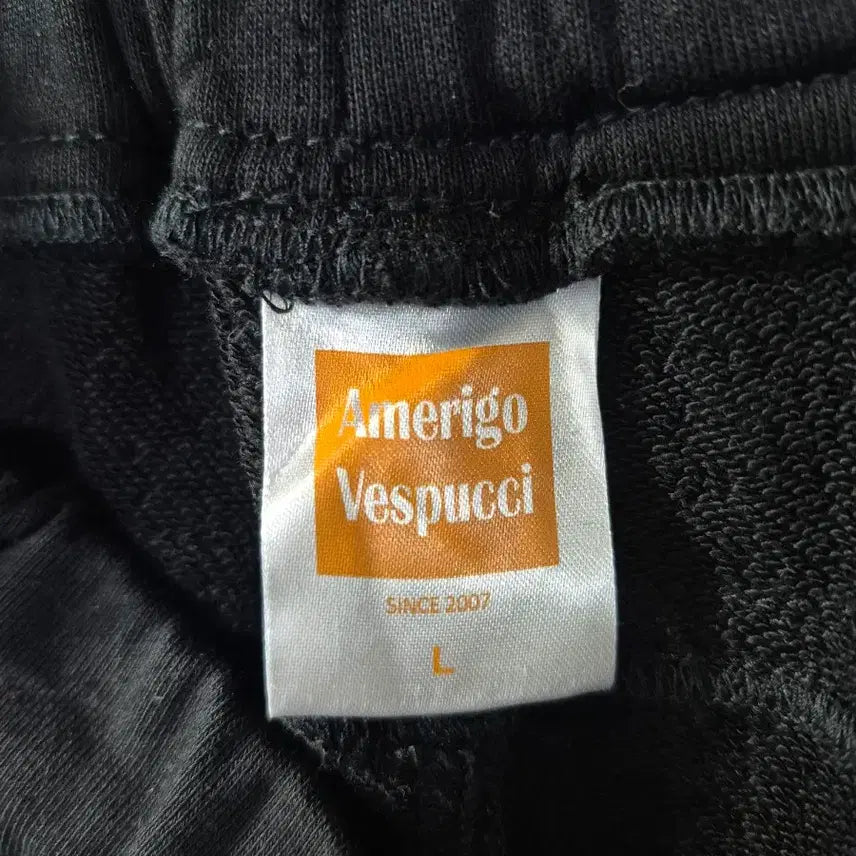 Amerigo
Vespucci
SINCE 2007
L